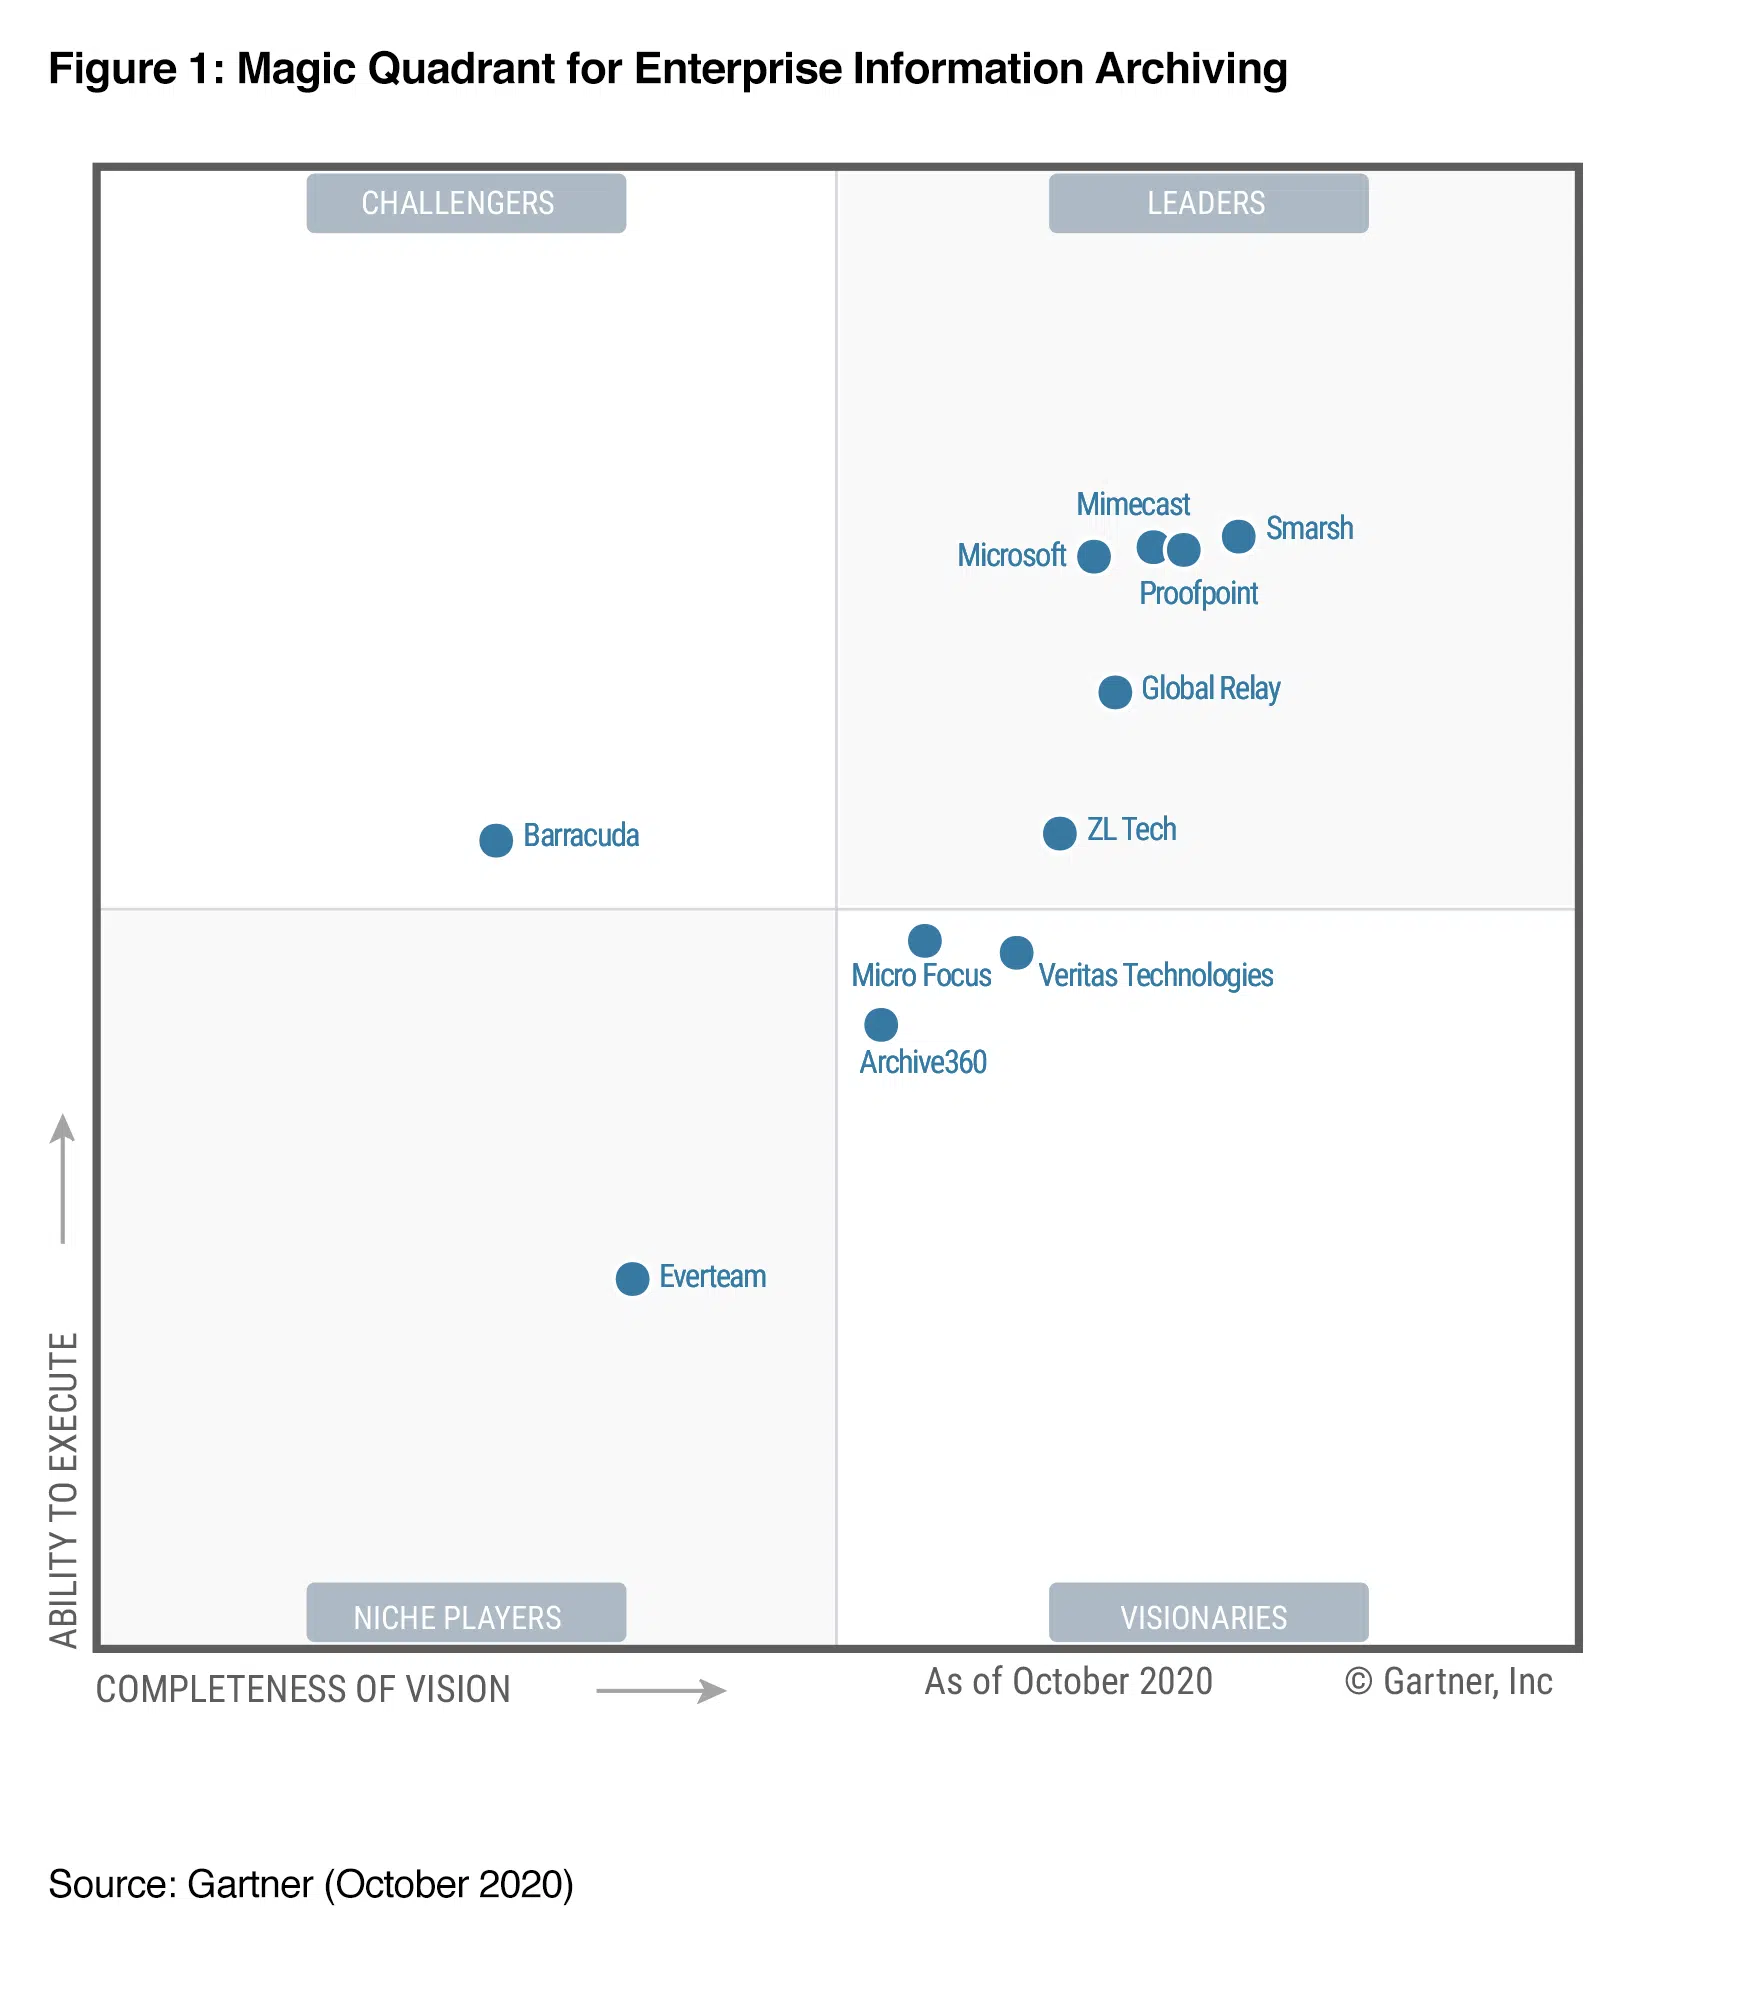 Figure 1: Magic Quadrant for Enterprise Information Archiving
CHALLENGERS
LEADERS
Mimecast
Smarsh
Microsoft
Proofpoint
Global Relay
Barracuda
ZL Tech
Micro Focus
Veritas Technologies
Archive360
Everteam
ABILITY TO EXECUTE
NICHE PLAYERS
VISIONARIES
COMPLETENESS OF VISION
As of October 2020
© Gartner, Inc
Source: Gartner (October 2020)